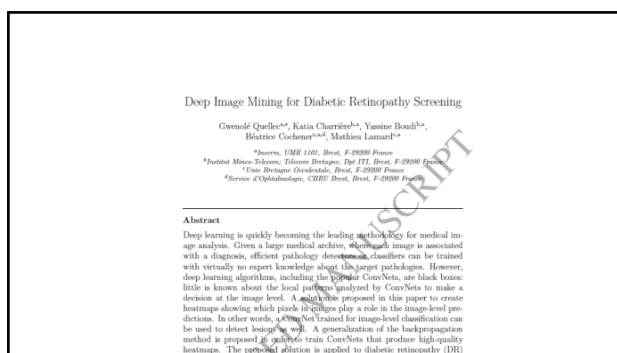 Deep Image Mining for Diabetic Retinopathy Screening
Gwenolé Quellec^a,*, Katia Charrière^b,a, Yassine Boudi^b,a,
Béatrice Cochener^c,a,d, Mathieu Lamard^c,a
^a Inserm, UMR 1101, Brest, F-29200 France
^b Institut Mines-Telecom; Telecom Bretagne, Dpt ITI, Brest, F-29200 France
^c Univ Bretagne Occidentale, Brest, F-29200 France
^d Service d'Ophtalmologie, CHRU Brest, Brest, F-29200 France
Abstract
Deep learning is quickly becoming the leading methodology for medical im-
age analysis. Given a large medical archive, where each image is associated
with a diagnosis, efficient pathology detectors or classifiers can be trained
with virtually no expert knowledge about the target pathologies. However,
deep learning algorithms, including the popular ConvNets, are black boxes:
little is known about the local patterns analyzed by ConvNets to make a
decision at the image level. A solution is proposed in this paper to create
heatmaps showing which pixels in images play a role in the image-level pre-
dictions. In other words, a ConvNet trained for image-level classification can
be used to detect lesions as well. A generalization of the backpropagation
method is proposed in order to train ConvNets that produce high-quality
heatmaps. The proposed solution is applied to diabetic retinopathy (DR)
ED MANUSCRIPT